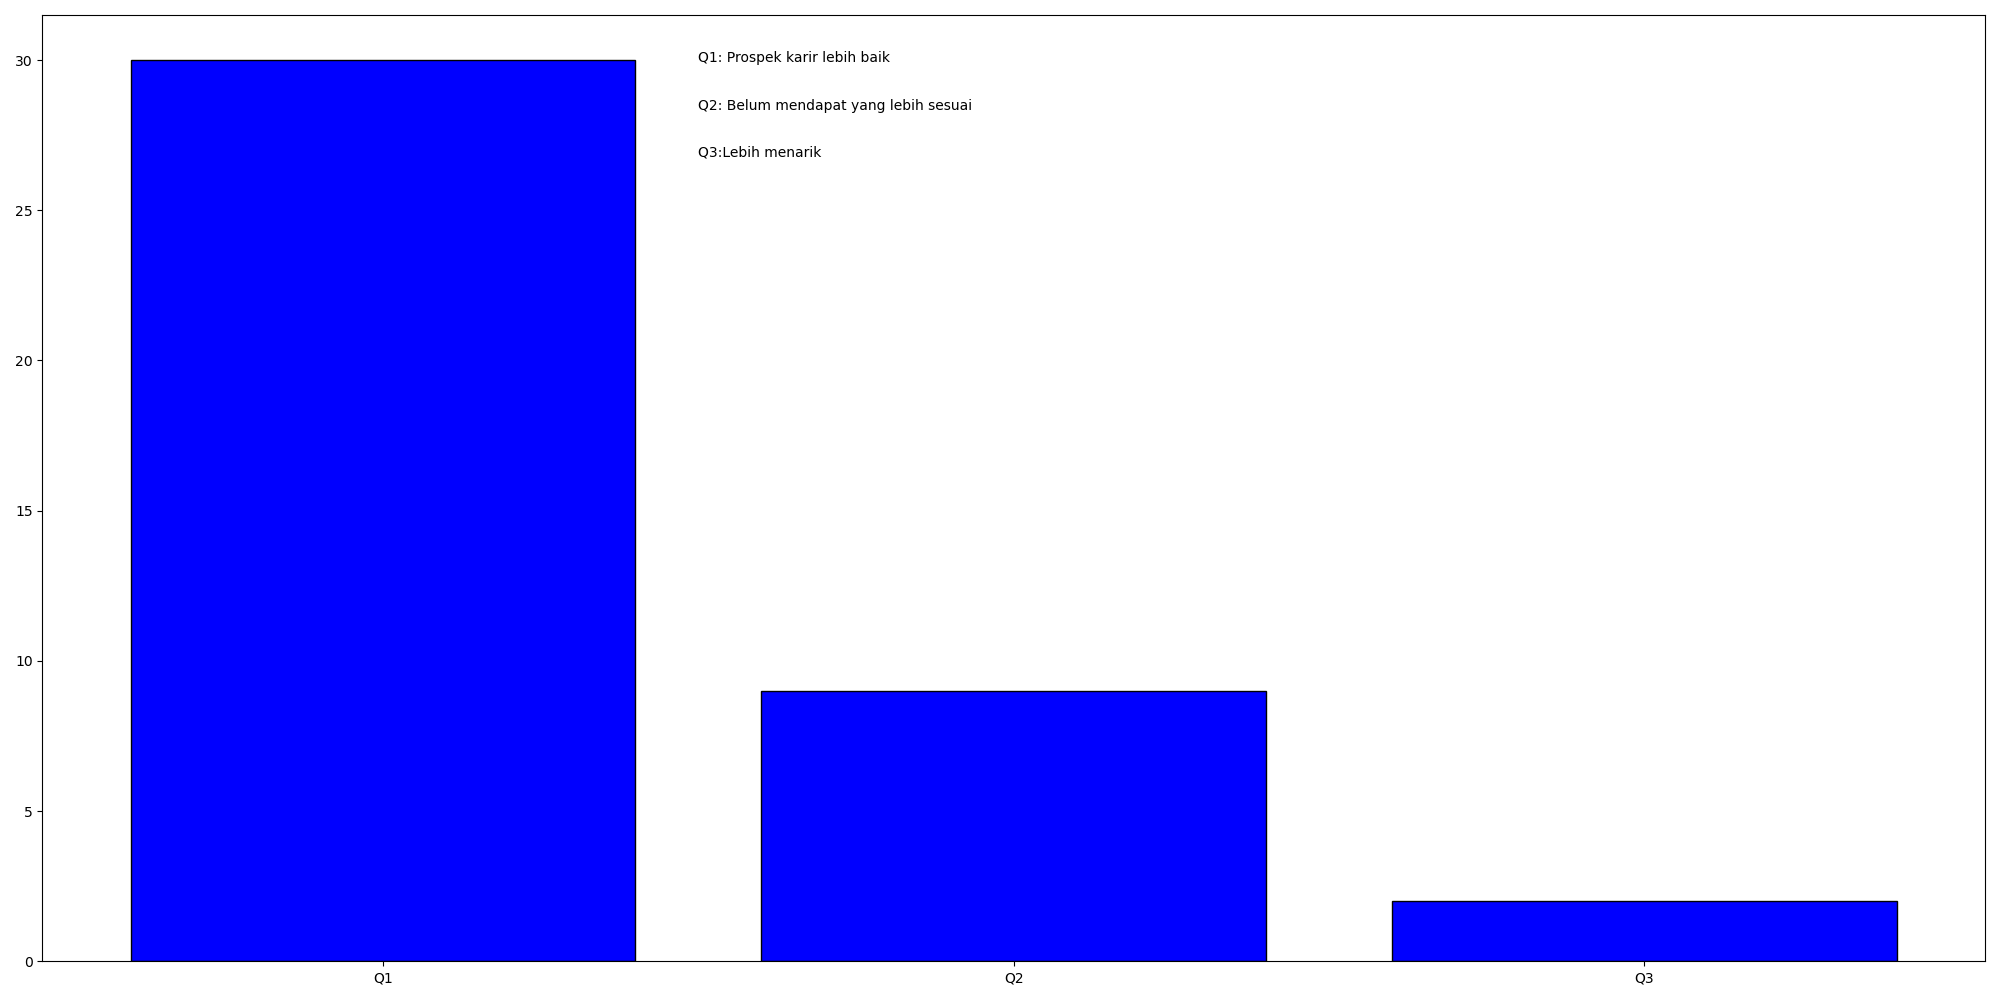 30
25
20
15
10
5
0
Q1: Prospek karir lebih baik
Q2: Belum mendapat yang lebih sesuai
Q3:Lebih menarik
Q1
Q2
Q3